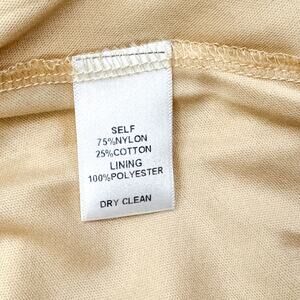 SELF
75%NYLON
25%COTTON
LINING
100%POLYESTER
DRY CLEAN